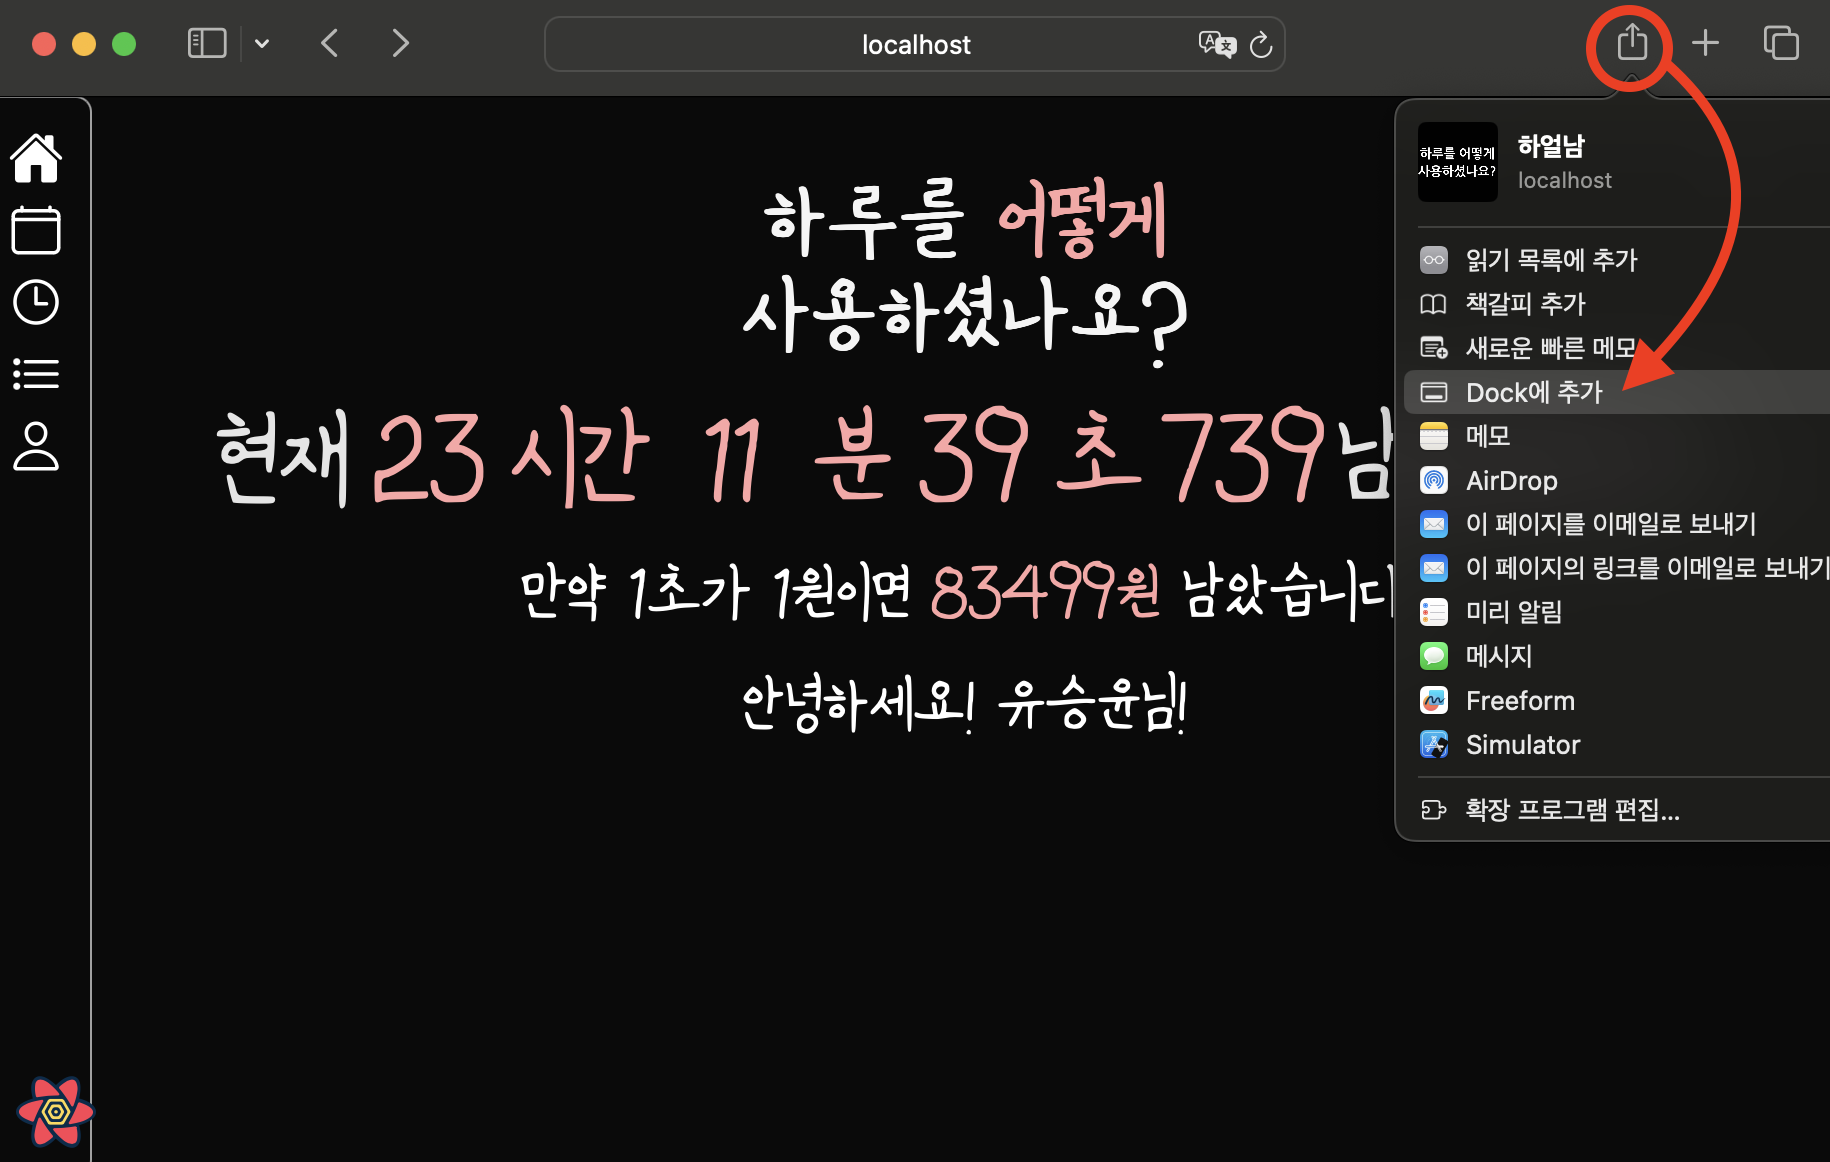 localhost
하루를 어떻게
사용하셨나요?
현재 23 시간 11 분 39 초 739 남
만약 1초가 1원이면 83499원 남았습니다
안녕하세요! 유승윤님!
하루를 어떻게
사용하셨나요?
하얼남
localhost
읽기 목록에 추가
책갈피 추가
새로운 빠른 메모
Dock에 추가
메모
AirDrop
이 페이지를 이메일로 보내기
이 페이지의 링크를 이메일로 보내기
미리 알림
메시지
Freeform
Simulator
확장 프로그램 편집...